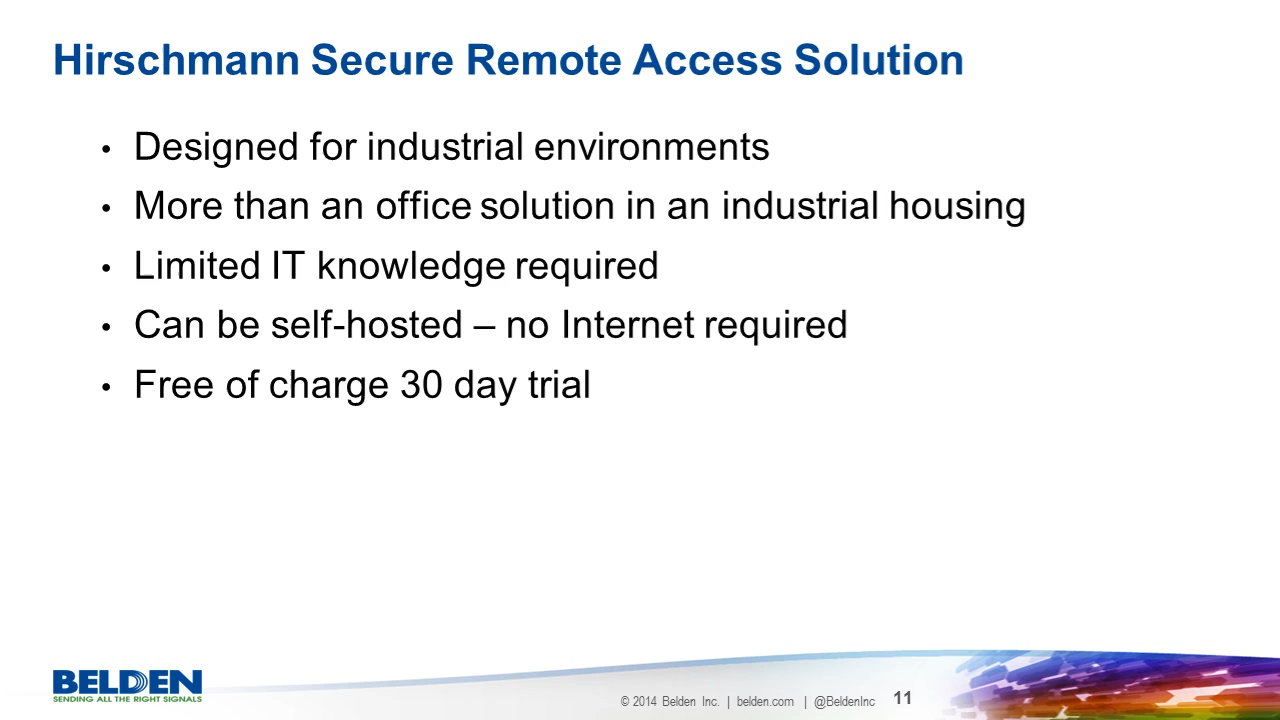 Hirschmann Secure Remote Access Solution
• Designed for industrial environments
• More than an office solution in an industrial housing
• Limited IT knowledge required
• Can be self-hosted – no Internet required
• Free of charge 30 day trial
BELDEN
SENDING ALL THE RIGHT SIGNALS
© 2014 Belden Inc. | belden.com | @BeldenInc 11